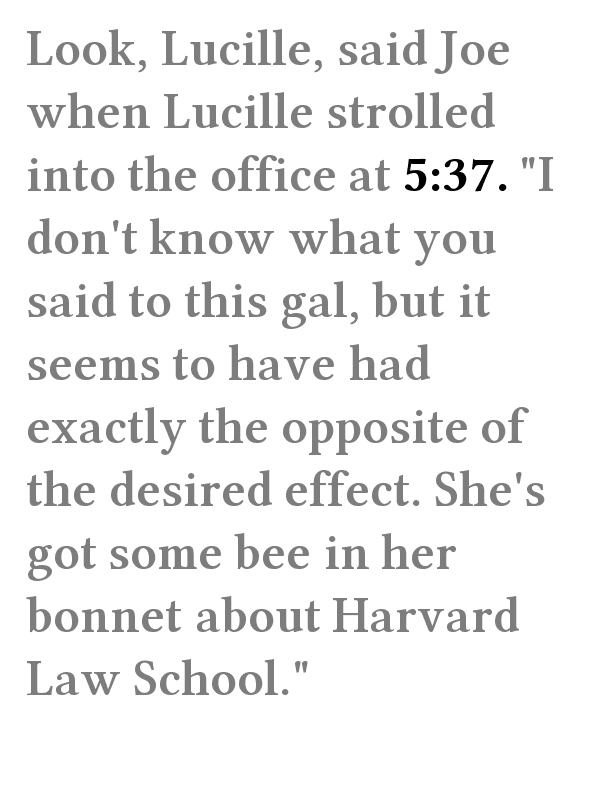 Look, Lucille, said Joe
when Lucille strolled
into the office at 5:37. "I
don't know what you
said to this gal, but it
seems to have had
exactly the opposite of
the desired effect. She's
got some bee in her
bonnet about Harvard
Law School."